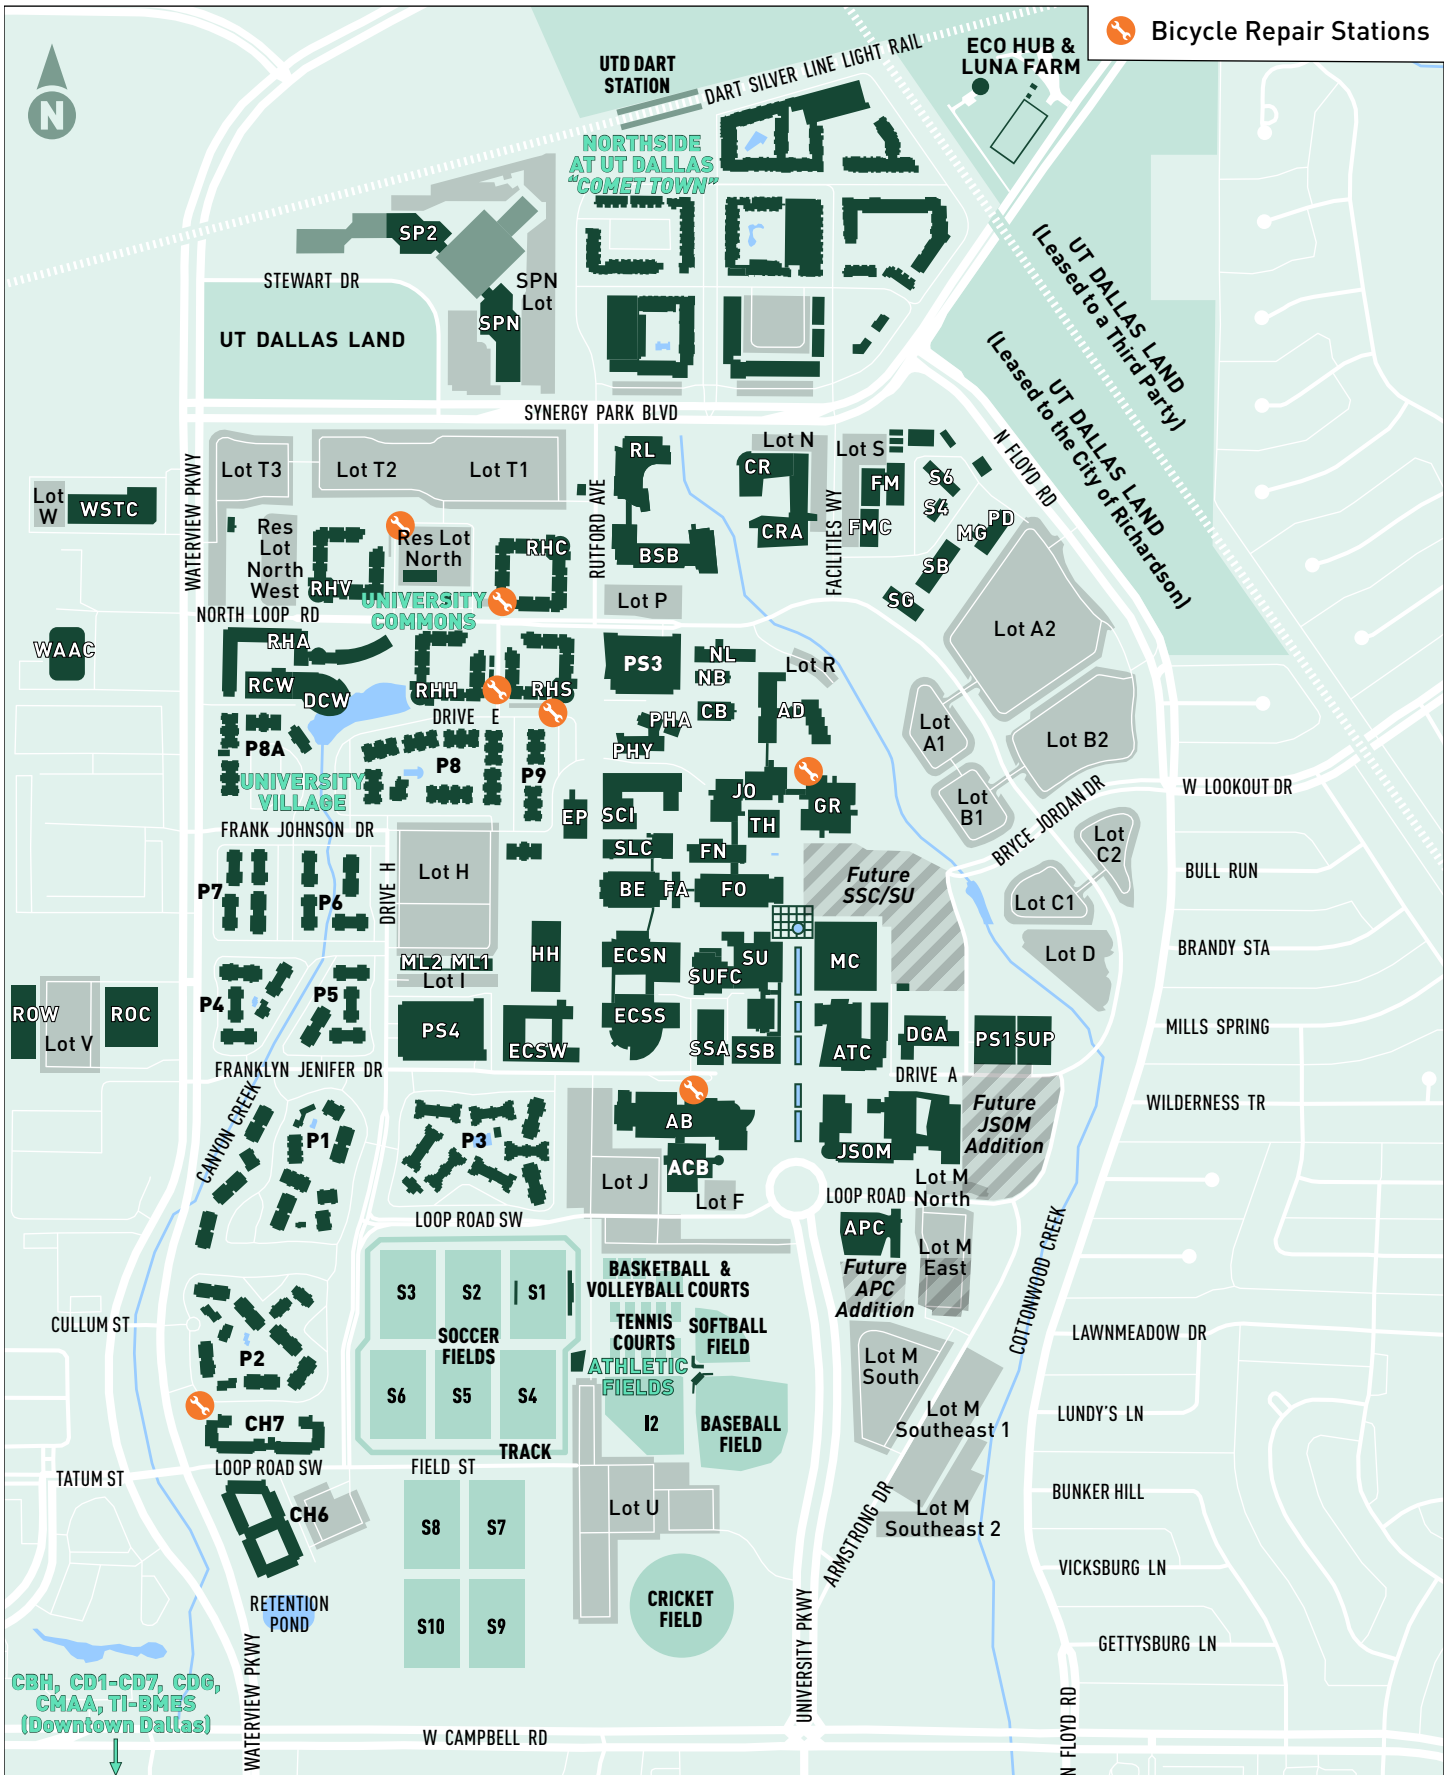 Bicycle Repair Stations
N
UTD DART
STATION
DART SILVER LINE LIGHT RAIL
ECO HUB &
LUNA FARM
NORTHSIDE
AT UT DALLAS
"COMET TOWN"
SP2
STEWART DR
SPN
Lot
SPN
UT DALLAS LAND
UT DALLAS LAND
(Leased to a Third Party)
UT DALLAS LAND
(Leased to the City of Richardson)
SYNERGY PARK BLVD
N FLOYD RD
WATERVIEW PKWY
RUTFORD AVE
FACILITIES WY
Lot T3
Lot T2
Lot T1
RL
Lot N
CR
Lot S
FM
S6
S4
FMC
MG
PD
CRA
SB
SG
Lot
W
WSTC
Res
Lot
North
West
Res Lot
North
RHC
BSB
RHV
UNIVERSITY
COMMONS
Lot P
NORTH LOOP RD
Lot A2
WAAC
RHA
RCW
DCW
RHH
RHS
DRIVE E
PS3
NL
NB
CB
Lot R
AD
PHA
PHY
Lot
A1
Lot B2
P8A
P8
P9
UNIVERSITY
VILLAGE
JO
GR
Lot
B1
BRYCE JORDAN DR
W LOOKOUT DR
FRANK JOHNSON DR
EP
SCI
TH
SLC
FN
Lot
C2
DRIVE H
Lot H
P7
P6
BE
FA
FO
Future
SSC/SU
Lot C1
BULL RUN
HH
ECSN
SU
SUFC
MC
Lot D
BRANDY STA
ML2
ML1
Lot I
P4
P5
ROW
Lot V
ROC
PS4
ECSW
ECSS
SSA
SSB
ATC
DGA
PS1
SUP
MILLS SPRING
FRANKLYN JENIFER DR
DRIVE A
CANYON CREEK
P1
P3
AB
ACB
JSOM
Future
JSOM
Addition
WILDERNESS TR
Lot J
Lot F
LOOP ROAD
Lot M
North
LOOP ROAD SW
APC
Lot M
East
COTTONWOOD CREEK
S3
S2
S1
BASKETBALL &
VOLLEYBALL COURTS
Future
APC
Addition
CULLUM ST
SOCCER
FIELDS
TENNIS
COURTS
SOFTBALL
FIELD
LAWNMEADOW DR
P2
ATHLETIC
FIELDS
Lot M
South
S6
S5
S4
CH7
I2
BASEBALL
FIELD
Lot M
Southeast 1
LUNDY'S LN
TRACK
LOOP ROAD SW
FIELD ST
TATUM ST
CH6
Lot U
BUNKER HILL
S8
S7
Lot M
Southeast 2
ARMSTRONG DR
VICKSBURG LN
RETENTION
POND
S10
S9
CRICKET
FIELD
UNIVERSITY PKWY
GETTYSBURG LN
WATERVIEW PKWY
CBH, CD1-CD7, CDG,
CMAA, TI-BMES
(Downtown Dallas)
W CAMPBELL RD
N FLOYD RD